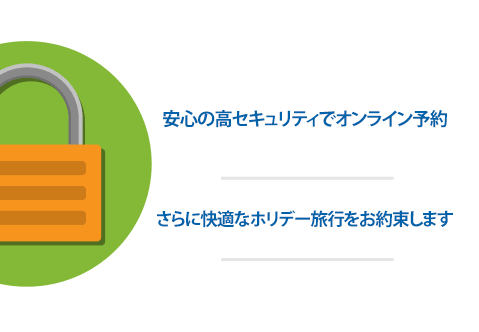 安心の高セキュリティでオンライン予約
さらに快適なホリデー旅行をお約束します